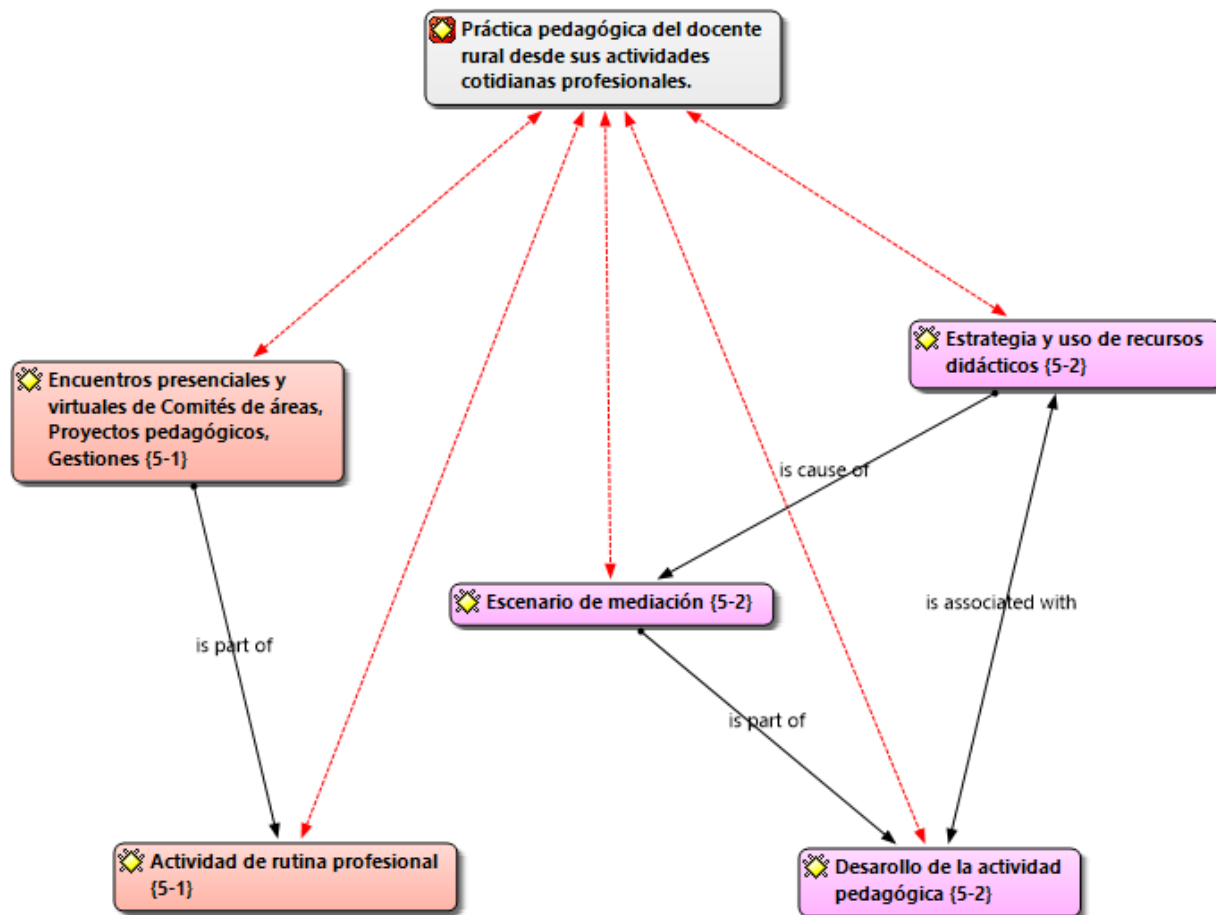 Práctica pedagógica del docente
rural desde sus actividades
cotidianas profesionales.
Estrategia y uso de recursos
didácticos {5-2}
Encuentros presenciales y
virtuales de Comités de áreas,
Proyectos pedagógicos,
Gestiones {5-1}
is cause of
Escenario de mediación {5-2}
is associated with
is part of
is part of
Actividad de rutina profesional
{5-1}
Desarollo de la actividad
pedagógica {5-2}